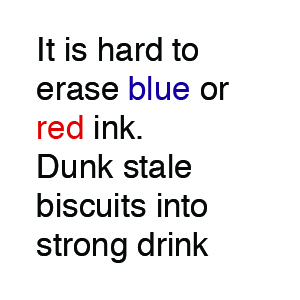 It is hard to
erase blue or
red ink.
Dunk stale
biscuits into
strong drink